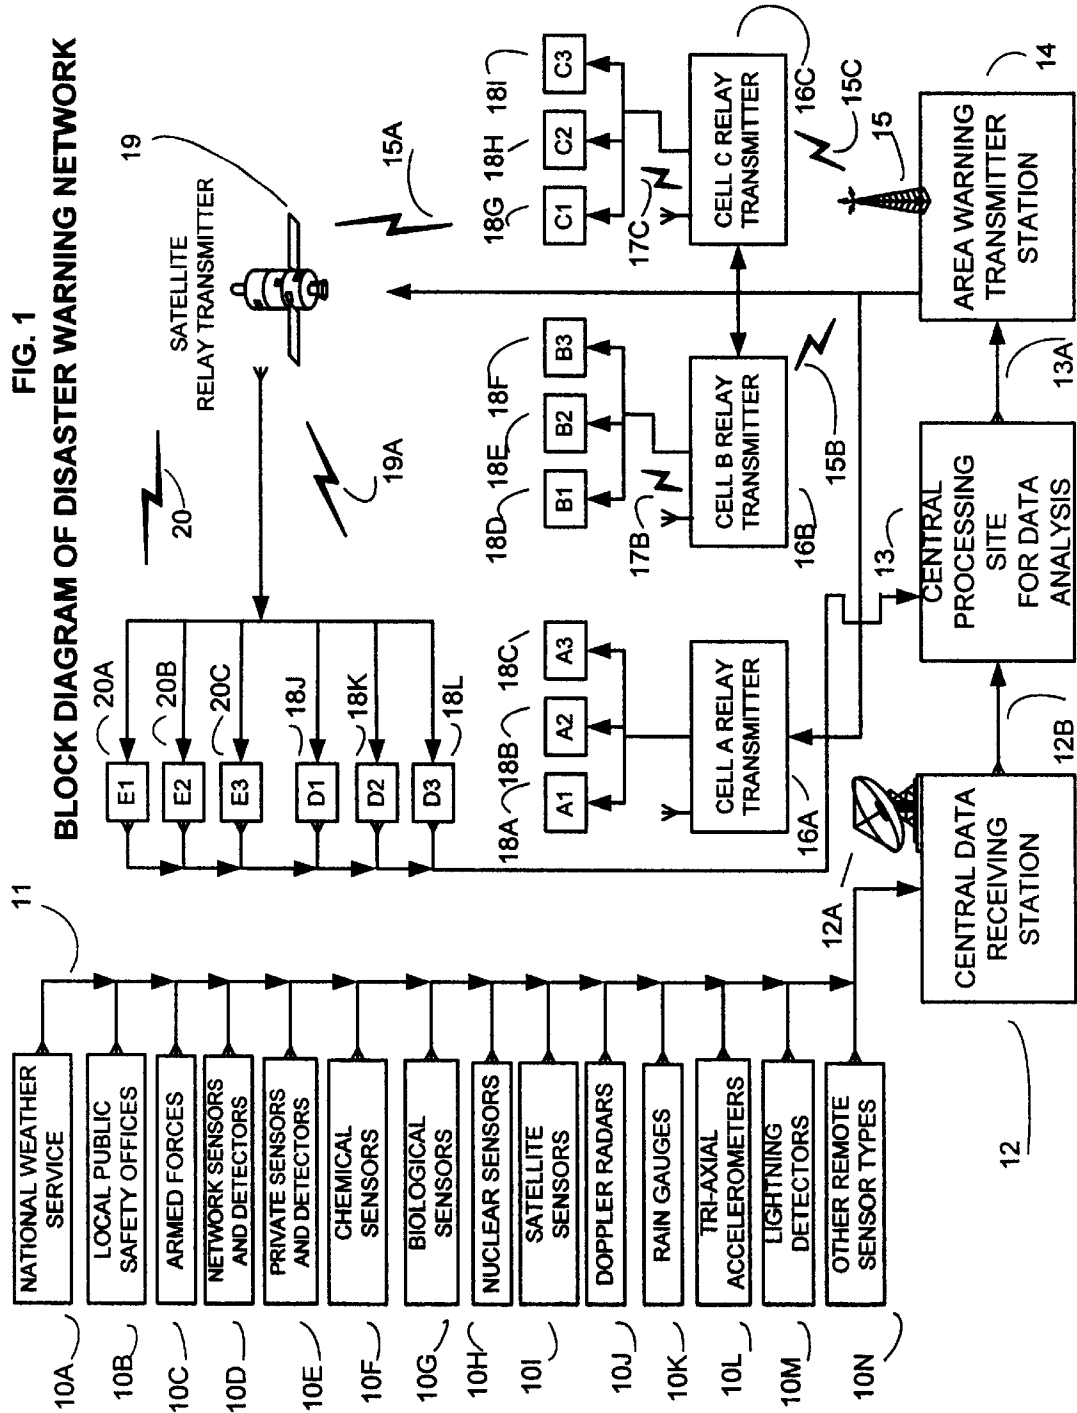 FIG. 1
BLOCK DIAGRAM OF DISASTER WARNING NETWORK
10A
NATIONAL WEATHER
SERVICE
10B
LOCAL PUBLIC
SAFETY OFFICES
10C
ARMED FORCES
10D
NETWORK SENSORS
AND DETECTORS
10E
PRIVATE SENSORS
AND DETECTORS
10F
CHEMICAL
SENSORS
10G
BIOLOGICAL
SENSORS
10H
NUCLEAR SENSORS
10I
SATELLITE
SENSORS
10J
DOPPLER RADARS
10K
RAIN GAUGES
10L
TRI-AXIAL
ACCELEROMETERS
10M
LIGHTNING
DETECTORS
10N
OTHER REMOTE
SENSOR TYPES
11
E1
20A
E2
20B
E3
20C
D1
18J
D2
18K
D3
18L
20
19A
SATELLITE
RELAY TRANSMITTER
19
15A
18A
18B
18C
A1
A2
A3
CELL A RELAY
TRANSMITTER
16A
18D
18E
18F
B1
B2
B3
17B
CELL B RELAY
TRANSMITTER
16B
15B
18G
18H
18I
C1
C2
C3
17C
CELL C RELAY
TRANSMITTER
16C
15C
15
12A
CENTRAL DATA
RECEIVING
STATION
12
12B
13
CENTRAL
PROCESSING
SITE
FOR DATA
ANALYSIS
13A
AREA WARNING
TRANSMITTER
STATION
14